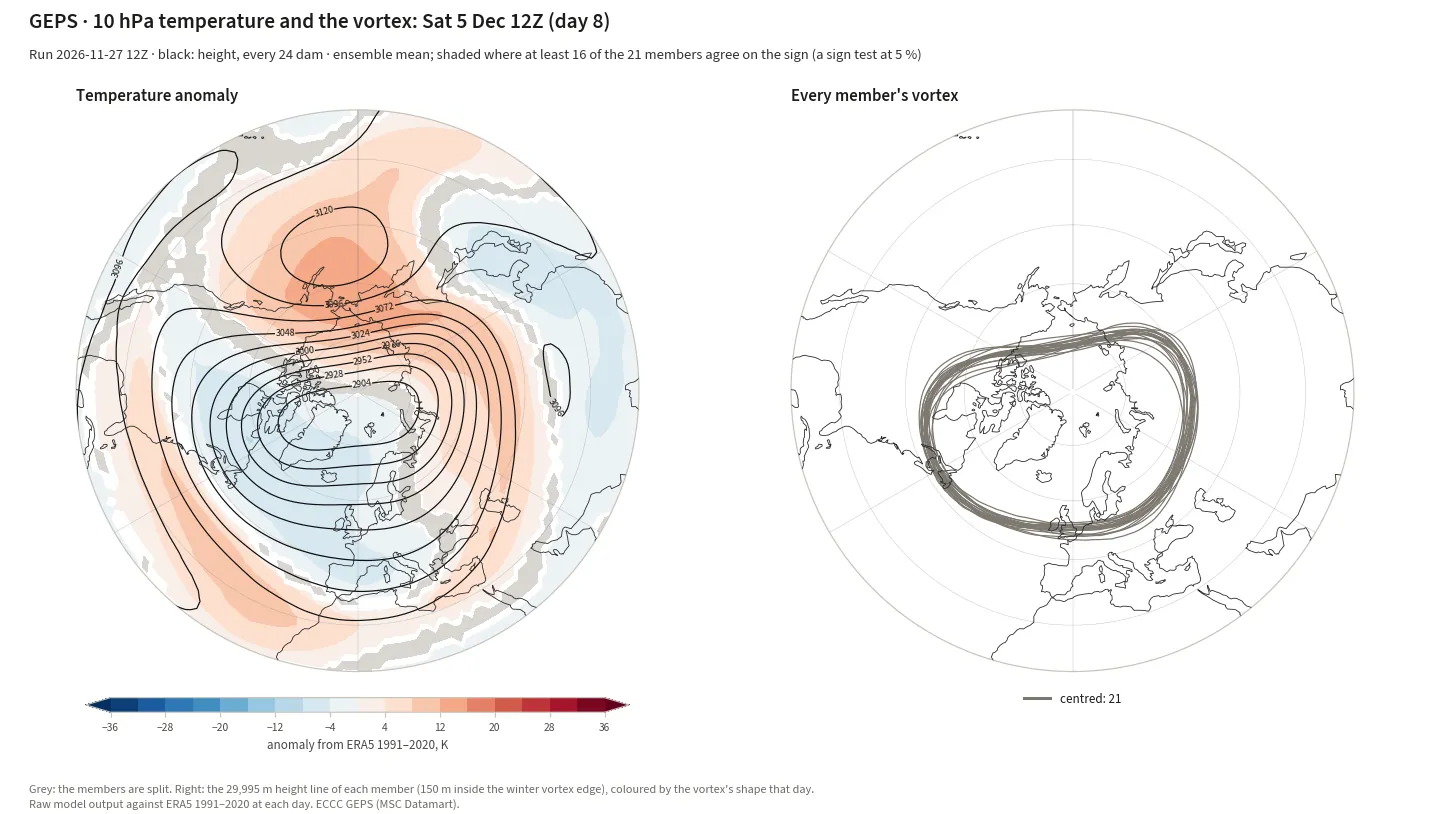 GEPS · 10 hPa temperature and the vortex: Sat 5 Dec 12Z (day 8)
Run 2026-11-27 12Z · black: height, every 24 dam · ensemble mean; shaded where at least 16 of the 21 members agree on the sign (a sign test at 5 %)
Temperature anomaly
Every member's vortex
3120
3096
3096
3072
3048
3024
3000
2976
2952
2928
2904
3096
centred: 21
−36 −28 −20 −12 −4 4 12 20 28 36
anomaly from ERA5 1991–2020, K
Grey: the members are split. Right: the 29,995 m height line of each member (150 m inside the winter vortex edge), coloured by the vortex's shape that day.
Raw model output against ERA5 1991–2020 at each day. ECCC GEPS (MSC Datamart).